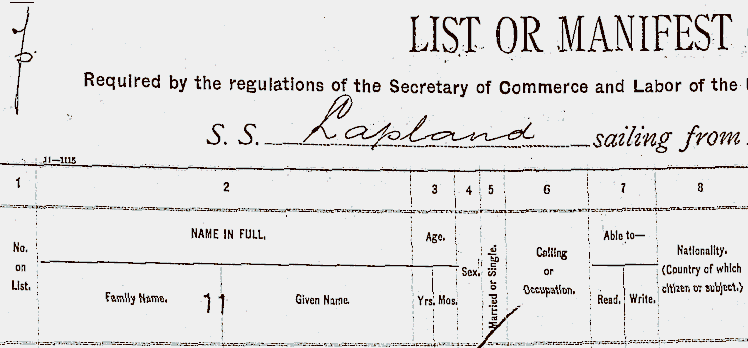 LIST OR MANIFEST
Required by the regulations of the Secretary of Commerce and Labor of the
S. S. Lapland sailing from
11—1115
1 2 3 4 5 6 7 8
No. on List.
NAME IN FULL.
Family Name.
11
Given Name.
Age.
Yrs. Mos.
Sex.
Married or Single.
Calling or Occupation.
Able to—
Read. Write.
Nationality. (Country of which citizen or subject.)